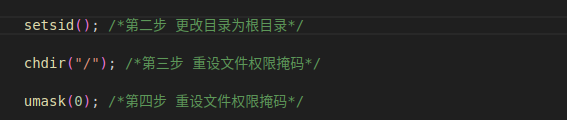 setsid(); /*第二步 更改目录为根目录*/
chdir("/"); /*第三步 重设文件权限掩码*/
umask(0); /*第四步 重设文件权限掩码*/